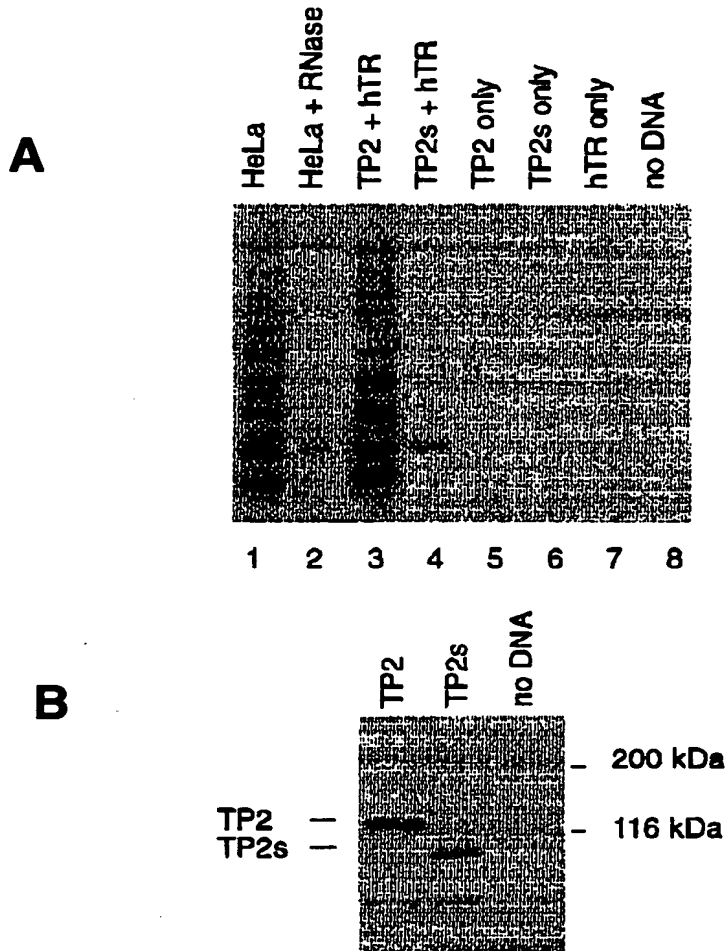 A
HeLa
HeLa + RNase
TP2 + hTR
TP2s + hTR
TP2 only
TP2s only
hTR only
no DNA
1 2 3 4 5 6 7 8
B
TP2
TP2s
no DNA
200 kDa
TP2
116 kDa
TP2s